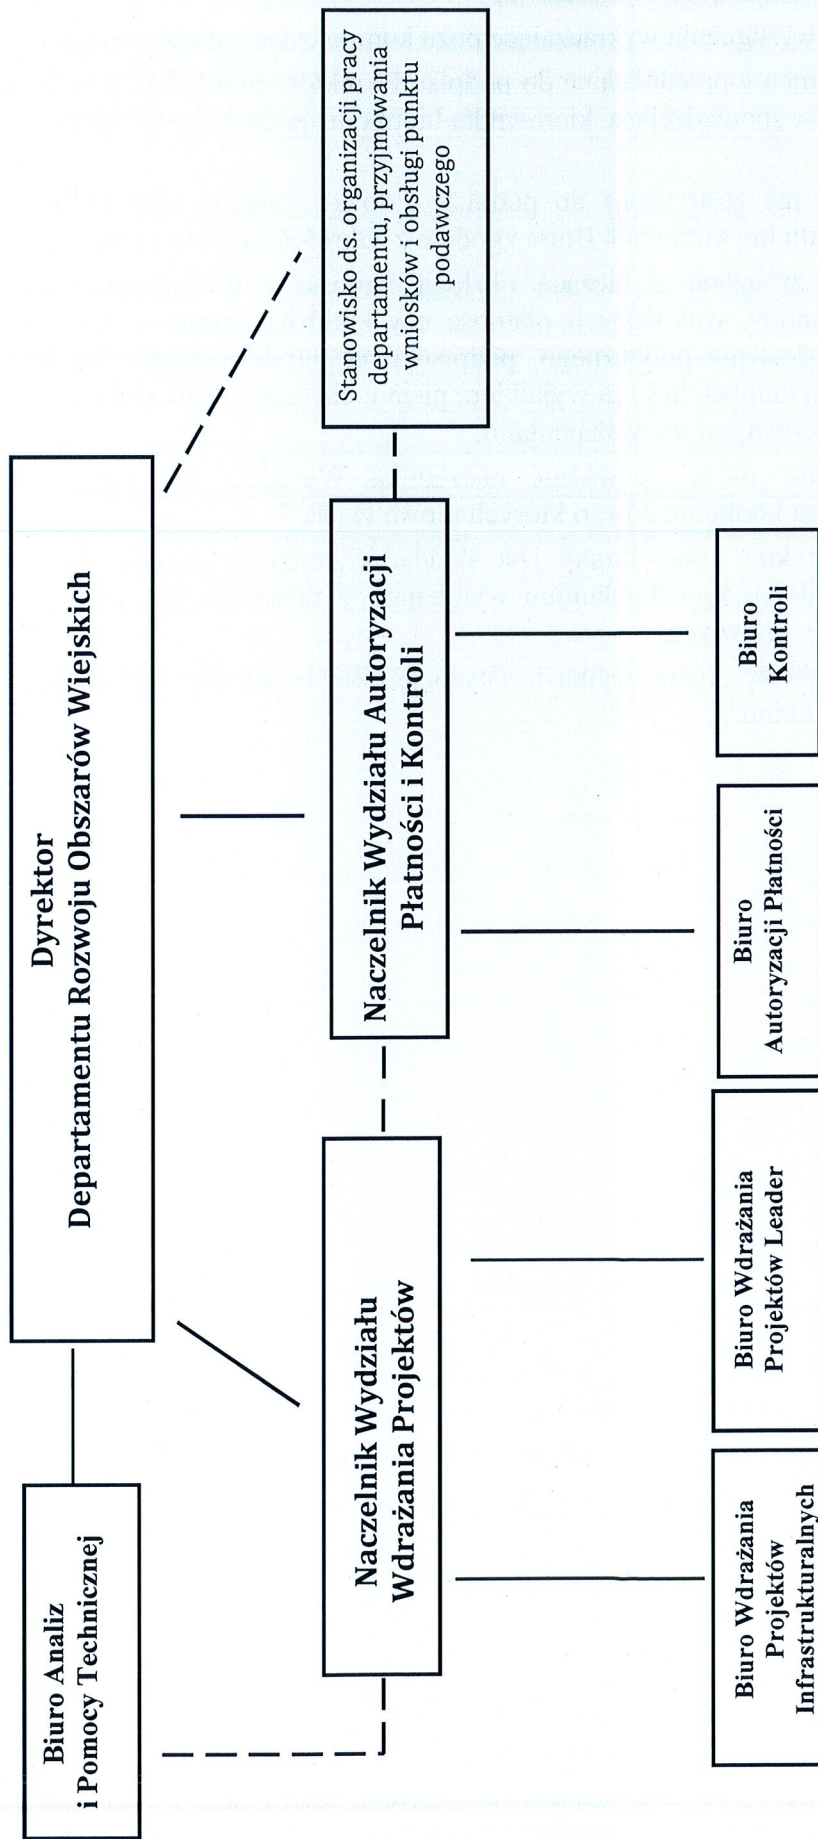 Dyrektor
Departamentu Rozwoju Obszarów Wiejskich
Biuro Analiz
i Pomocy Technicznej
Naczelnik Wydziału
Wdrażania Projektów
Naczelnik Wydziału Autoryzacji
Płatności i Kontroli
Stanowisko ds. organizacji pracy
departamentu, przyjmowania
wniosków i obsługi punktu
podawczego
Biuro Wdrażania
Projektów
Infrastrukturalnych
Biuro Wdrażania
Projektów Leader
Biuro
Autoryzacji Płatności
Biuro
Kontroli